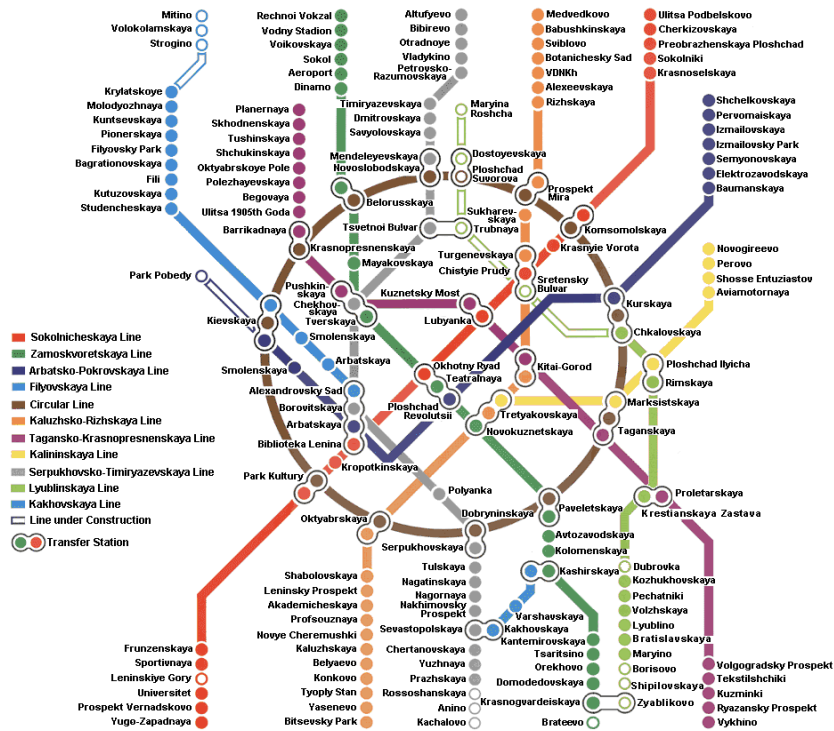 Mitino
Volokolamskaya
Strogino
Krylatskoye
Molodyozhnaya
Kuntsevskaya
Pionerskaya
Filyovsky Park
Bagrationovskaya
Fili
Kutuzovskaya
Studencheskaya
Park Pobedy
Rechnoi Vokzal
Vodny Stadion
Voikovskaya
Sokol
Aeroport
Dinamo
Planernaya
Skhodnenskaya
Tushinskaya
Shchukinskaya
Oktyabrskoye Pole
Polezhayevskaya
Begovaya
Ulitsa 1905th Goda
Barrikadnaya
Krasnopresnenskaya
Belorusskaya
Mayakovskaya
Altufyevo
Bibirevo
Otradnoye
Vladykino
Petrovsko-
Razumovskaya
Timiryazevskaya
Dmitrovskaya
Savyolovskaya
Mendeleyevskaya
Novoslobodskaya
Tsvetnoi Bulvar
Maryina
Roshcha
Dostoyevskaya
Ploshchad
Suvorova
Trubnaya
Medvedkovo
Babushkinskaya
Sviblovo
Botanichesky Sad
VDNKh
Alexeevskaya
Rizhskaya
Prospekt
Mira
Sukharev-
skaya
Turgenevskaya
Chistyie Prudy
Sretensky
Bulvar
Ulitsa Podbelskovo
Cherkizovskaya
Preobrazhenskaya Ploshchad
Sokolniki
Krasnoselskaya
Komsomolskaya
Krasnyie Vorota
Shchelkovskaya
Pervomaiskaya
Izmailovskaya
Izmailovsky Park
Semyonovskaya
Elektrozavodskaya
Baumanskaya
Kurskaya
Chkalovskaya
Novogireevo
Perovo
Shosse Entuziastov
Aviamotornaya
Ploshchad Ilyicha
Rimskaya
Marksistskaya
Taganskaya
Pushkin-
skaya
Chekhov-
skaya
Tverskaya
Kuznetsky Most
Lubyanka
Kitai-Gorod
Kievskaya
Smolenskaya
Arbatskaya
Smolenskaya
Alexandrovsky Sad
Borovitskaya
Arbatskaya
Biblioteka Lenina
Okhotny Ryad
Teatralnaya
Ploshchad
Revolutsii
Tretyakovskaya
Novokuznetskaya
Kropotkinskaya
Park Kultury
Polyanka
Oktyabrskaya
Dobryninskaya
Serpukhovskaya
Paveletskaya
Proletarskaya
Krestianskaya Zastava
Sokolnicheskaya Line
Zamoskvoretskaya Line
Arbatsko-Pokrovskaya Line
Filyovskaya Line
Circular Line
Kaluzhsko-Rizhskaya Line
Tagansko-Krasnopresnenskaya Line
Kalininskaya Line
Serpukhovsko-Timiryazevskaya Line
Lyublinskaya Line
Kakhovskaya Line
Line under Construction
Transfer Station
Frunzenskaya
Sportivnaya
Leninskiye Gory
Universitet
Prospekt Vernadskovo
Yugo-Zapadnaya
Shabolovskaya
Leninsky Prospekt
Akademicheskaya
Profsouznaya
Novye Cheremushki
Kaluzhskaya
Belyaevo
Konkovo
Tyoply Stan
Yasenevo
Bitsevsky Park
Tulskaya
Nagatinskaya
Nagornaya
Nakhimovsky
Prospekt
Sevastopolskaya
Chertanovskaya
Yuzhnaya
Prazhskaya
Rossoshanskaya
Anino
Kachalovo
Avtozavodskaya
Kolomenskaya
Kashirskaya
Varshavskaya
Kakhovskaya
Kantemirovskaya
Tsaritsino
Orekhovo
Domodedovskaya
Krasnogvardeiskaya
Brateevo
Dubrovka
Kozhukhovskaya
Pechatniki
Volzhskaya
Lyublino
Bratislavskaya
Maryino
Borisovo
Shipilovskaya
Zyablikovo
Volgogradsky Prospekt
Tekstilshchiki
Kuzminki
Ryazansky Prospekt
Vykhino